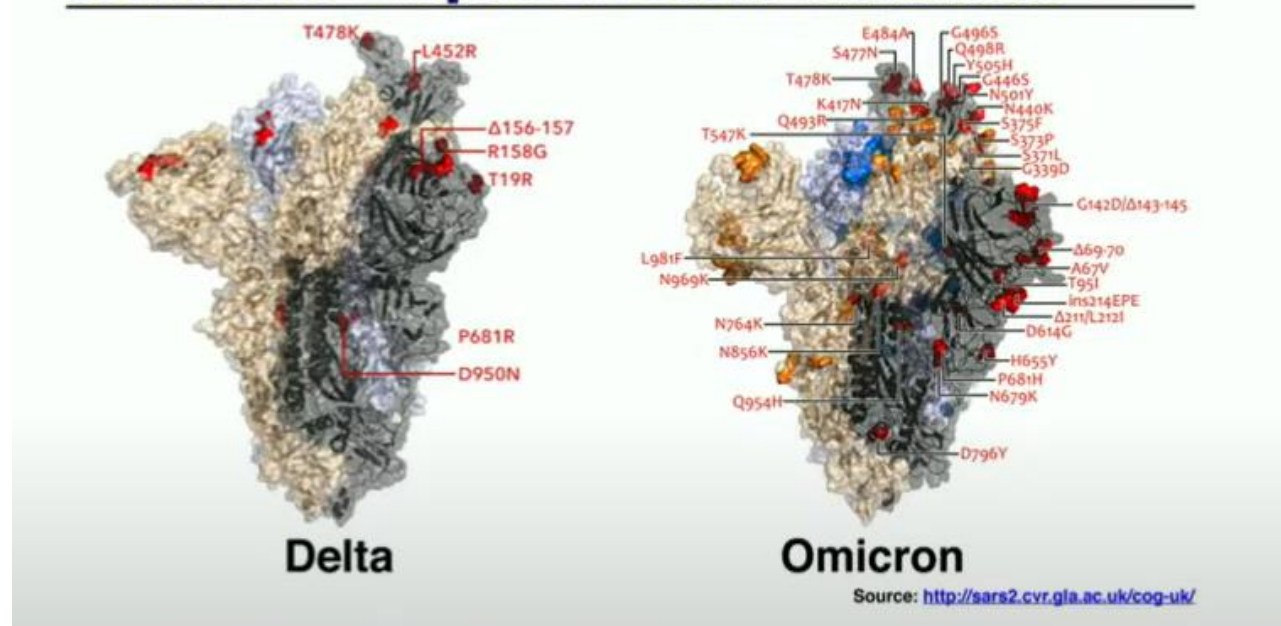 T478K
L452R
Δ156-157
R158G
T19R
P681R
D950N
Delta
E484A
S477N
T478K
K417N
Q493R
T547K
L981F
N969K
N764K
N856K
Q954H
G496S
Q498R
Y505H
G446S
N501Y
N440K
S375F
S373P
S371L
G339D
G142D/Δ143-145
Δ69-70
A67V
T95I
ins214EPE
Δ211/L212I
D614G
H655Y
P681H
N679K
D796Y
Omicron
Source: http://sars2.cvr.gla.ac.uk/cog-uk/